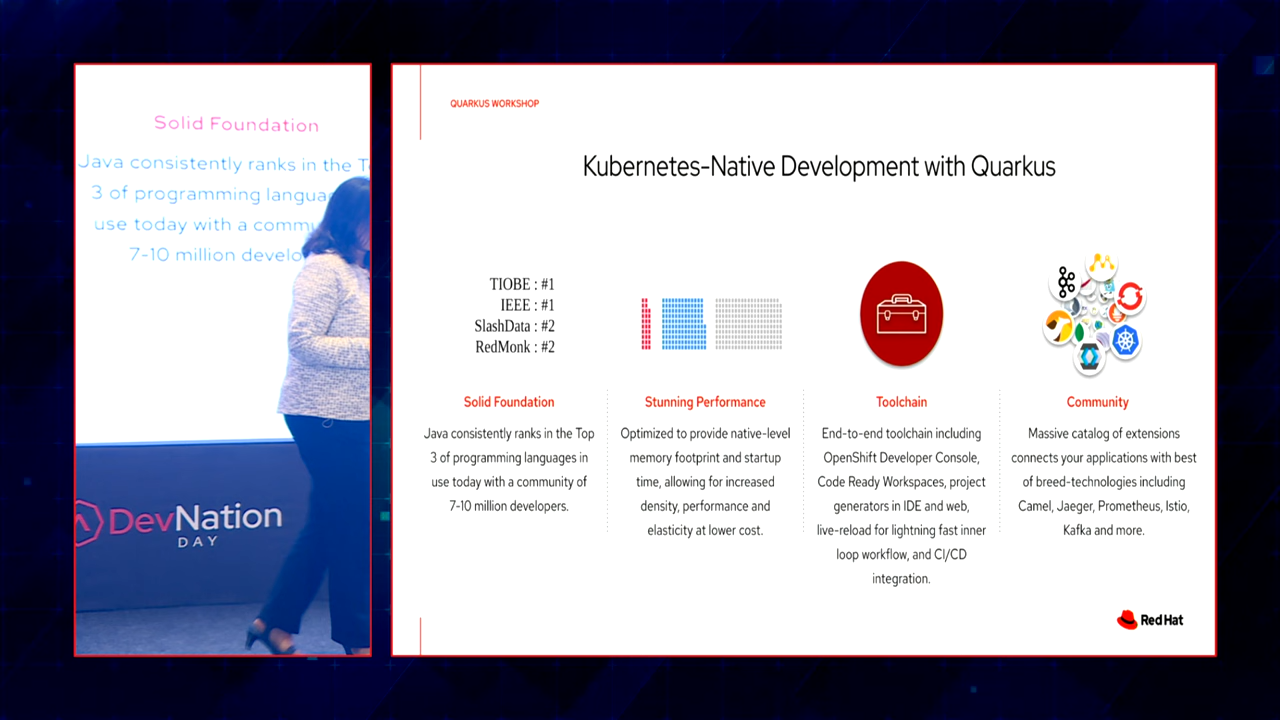 Solid Foundation
Java consistently ranks in the
3 of programming
use today with a
7-10 million
DevNation
DAY
QUARKUS WORKSHOP
Kubernetes-Native Development with Quarkus
TIOBE : #1
IEEE : #1
SlashData : #2
RedMonk : #2
Solid Foundation
Java consistently ranks in the Top
3 of programming languages in
use today with a community of
7-10 million developers.
Stunning Performance
Optimized to provide native-level
memory footprint and startup
time, allowing for increased
density, performance and
elasticity at lower cost.
Toolchain
End-to-end toolchain including
OpenShift Developer Console,
Code Ready Workspaces, project
generators in IDE and web,
live-reload for lightning fast inner
loop workflow, and CI/CD
integration.
Community
Massive catalog of extensions
connects your applications with best
of breed-technologies including
Camel, Jaeger, Prometheus, Istio,
Kafka and more.
Red Hat